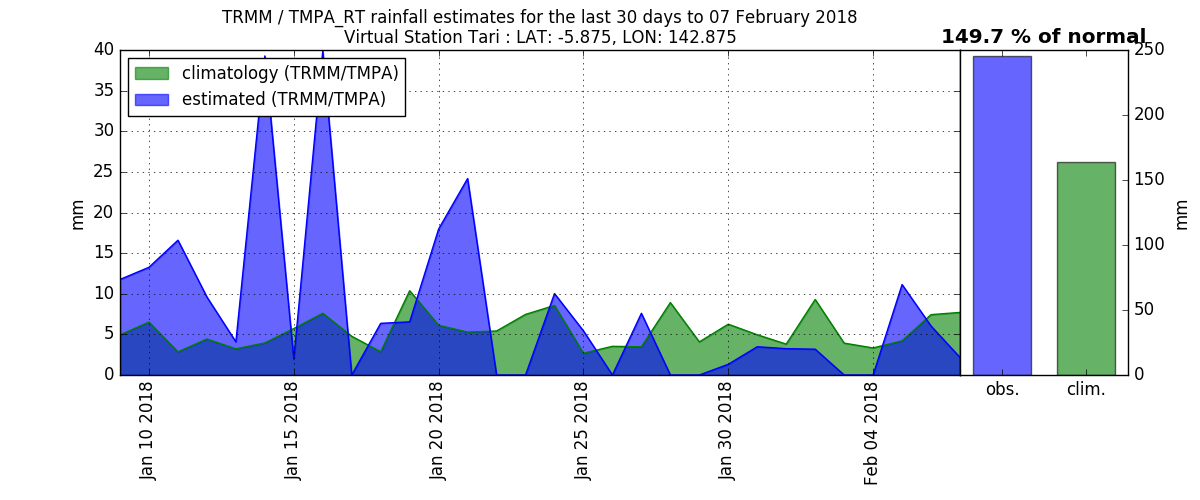 TRMM / TMPA_RT rainfall estimates for the last 30 days to 07 February 2018
Virtual Station Tari : LAT: -5.875, LON: 142.875
149.7 % of normal
climatology (TRMM/TMPA)
estimated (TRMM/TMPA)
mm
40
35
30
25
20
15
10
5
0
Jan 10 2018
Jan 15 2018
Jan 20 2018
Jan 25 2018
Jan 30 2018
Feb 04 2018
obs.
clim.
250
200
150
100
50
0
mm